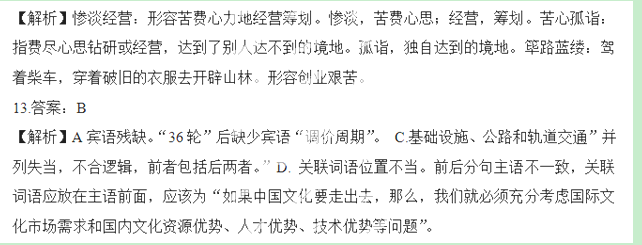 【解析】惨淡经营：形容苦费心力地经营筹划。惨淡，苦费心思；经营，筹划。苦心孤诣：
指费尽心思钻研或经营，达到了别人达不到的境地。孤诣，独自达到的境地。筚路蓝缕：驾
着柴车，穿着破旧的衣服去开辟山林。形容创业艰苦。
13.答案：B
【解析】A 宾语残缺。“36 轮”后缺少宾语“调价周期”。 C.基础设施、公路和轨道交通”并
列失当，不合逻辑，前者包括后两者。” D. 关联词语位置不当。前后分句主语不一致，关联
词语应放在主语前面，应该为“如果中国文化要走出去，那么，我们就必须充分考虑国际文
化市场需求和国内文化资源优势、人才优势、技术优势等问题”。